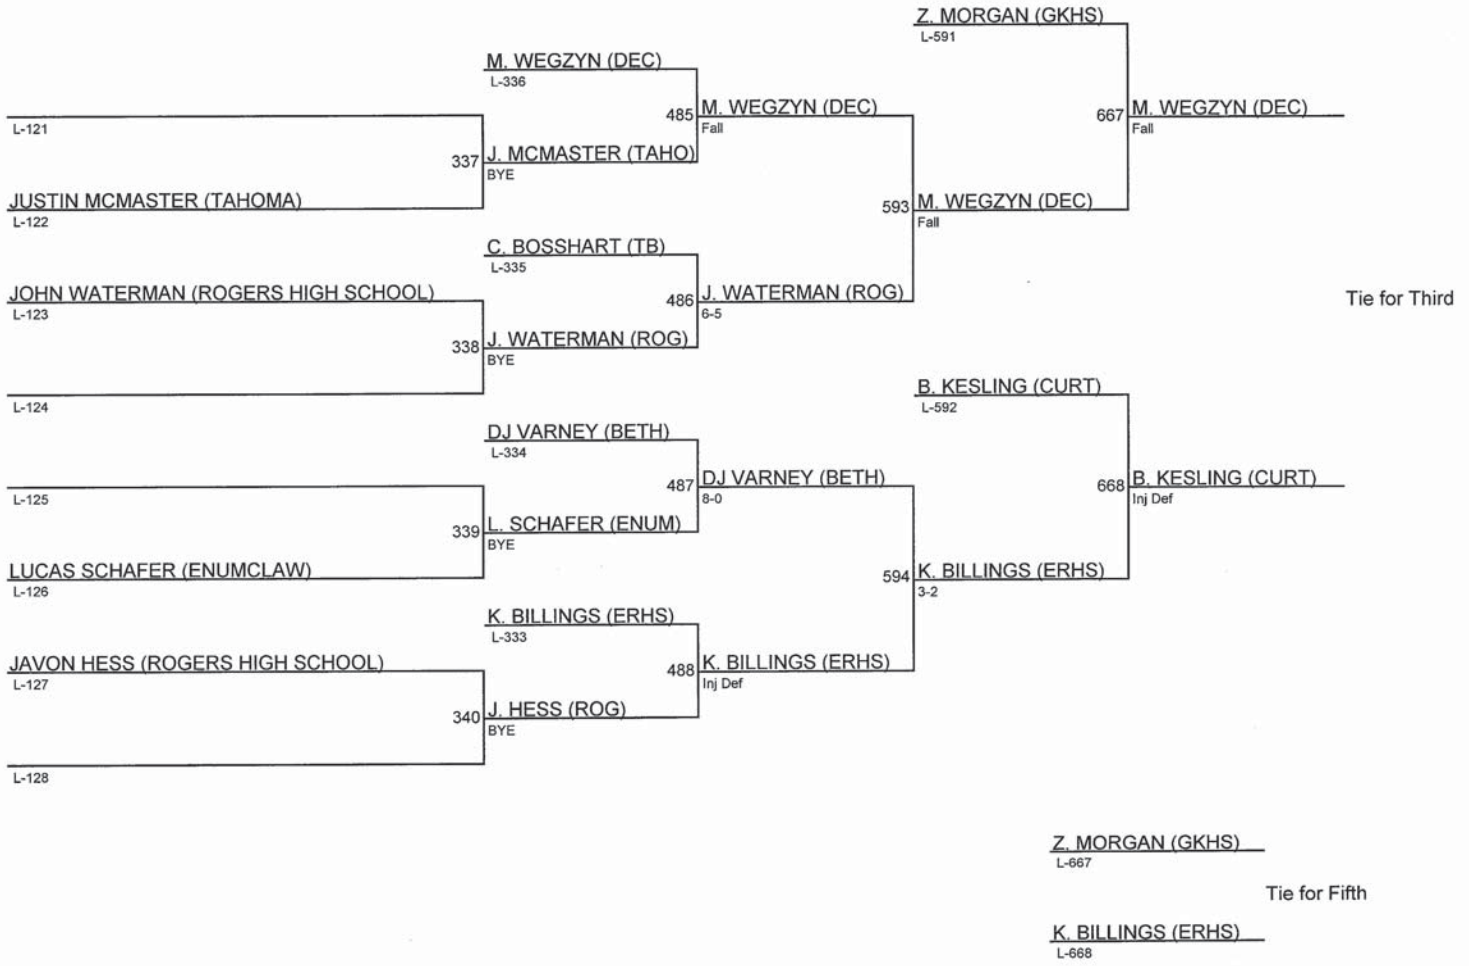 Z. MORGAN (GKHS)
L-591
M. WEGZYN (DEC)
L-336
485 M. WEGZYN (DEC)
Fall
667 M. WEGZYN (DEC)
Fall
L-121
337 J. MCMASTER (TAHO)
BYE
JUSTIN MCMASTER (TAHOMA)
L-122
593 M. WEGZYN (DEC)
Fall
C. BOSSHART (TB)
L-335
JOHN WATERMAN (ROGERS HIGH SCHOOL)
L-123
486 J. WATERMAN (ROG)
6-5
Tie for Third
338 J. WATERMAN (ROG)
BYE
L-124
B. KESLING (CURT)
L-592
DJ VARNEY (BETH)
L-334
487 DJ VARNEY (BETH)
8-0
668 B. KESLING (CURT)
Inj Def
L-125
339 L. SCHAFER (ENUM)
BYE
LUCAS SCHAFER (ENUMCLAW)
L-126
594 K. BILLINGS (ERHS)
3-2
K. BILLINGS (ERHS)
L-333
JAVON HESS (ROGERS HIGH SCHOOL)
L-127
488 K. BILLINGS (ERHS)
Inj Def
340 J. HESS (ROG)
BYE
L-128
Z. MORGAN (GKHS)
L-667
Tie for Fifth
K. BILLINGS (ERHS)
L-668